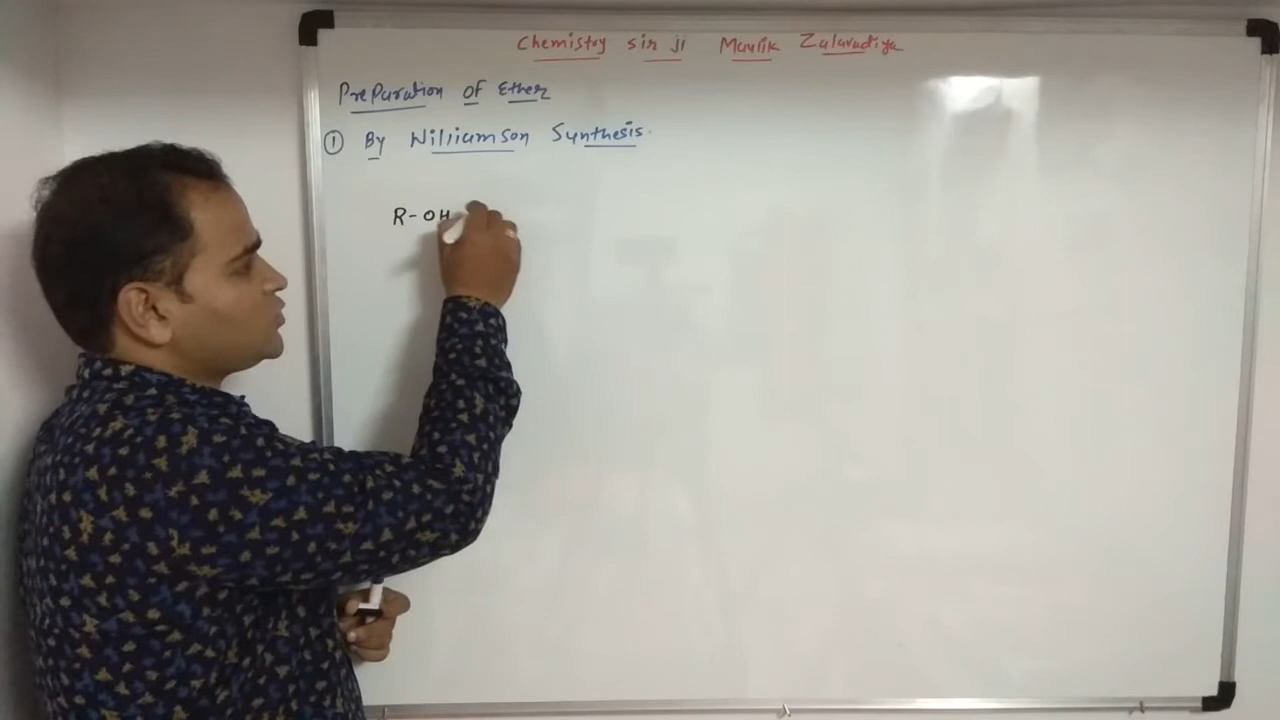 Chemistry sir ji Maulik Zalavadiya
Preparation of Ether
① By Williamson Synthesis.
R-OH